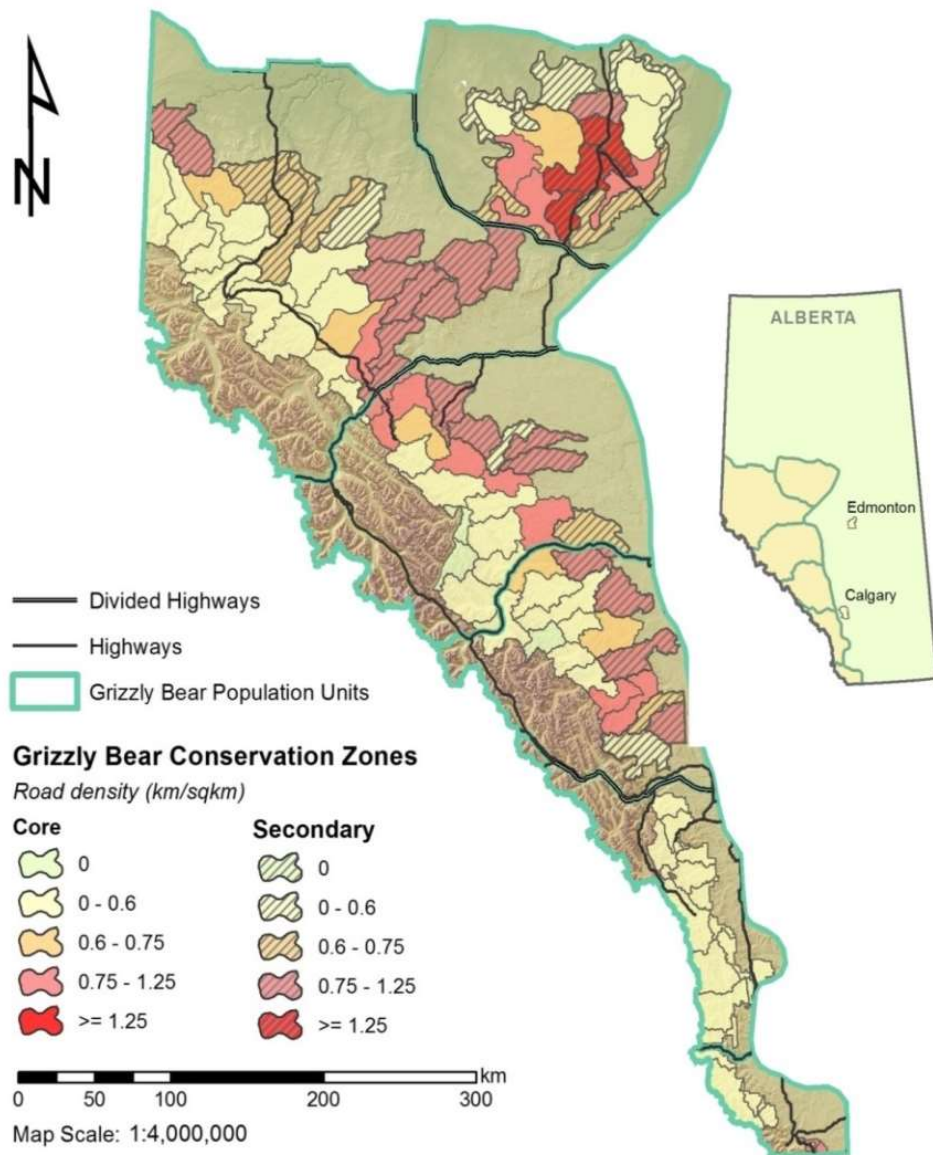 N
ALBERTA
Edmonton
Calgary
Divided Highways
Highways
Grizzly Bear Population Units
Grizzly Bear Conservation Zones
Road density (km/sqkm)
Core
0
0 - 0.6
0.6 - 0.75
0.75 - 1.25
>= 1.25
Secondary
0
0 - 0.6
0.6 - 0.75
0.75 - 1.25
>= 1.25
km
0 50 100 200 300
Map Scale: 1:4,000,000